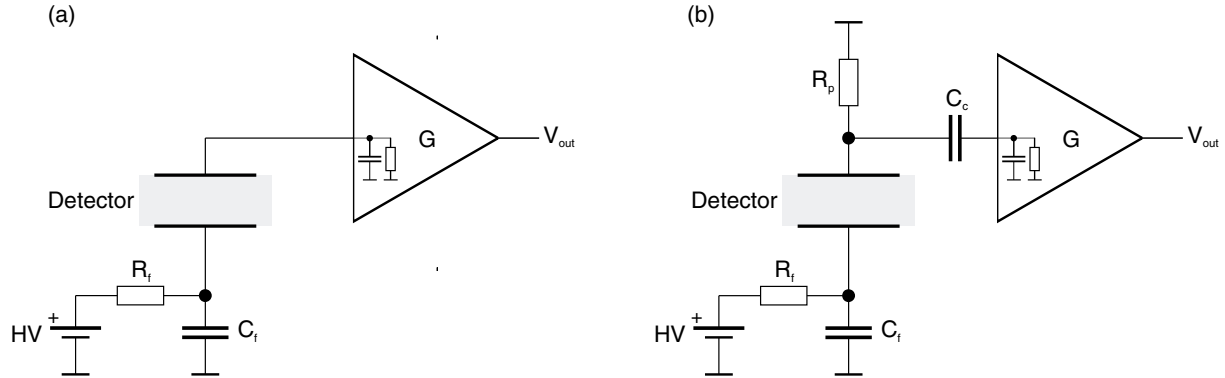 (a)
G
V_out
Detector
R_f
+
HV
C_f
(b)
R_p
C_c
G
V_out
Detector
R_f
+
HV
C_f